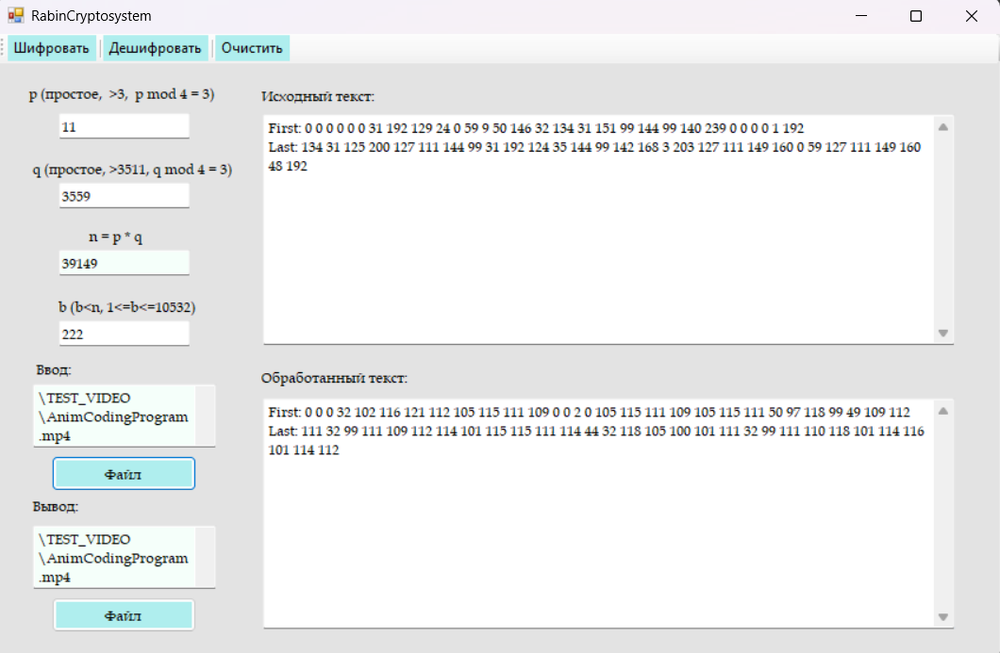 RabinCryptosystem
Шифровать Дешифровать Очистить
p (простое, >3, p mod 4 = 3)
11
q (простое, >3511, q mod 4 = 3)
3559
n = p * q
39149
b (b<n, 1<=b<=10532)
222
Ввод:
\TEST_VIDEO
\AnimCodingProgram
.mp4
Файл
Вывод:
\TEST_VIDEO
\AnimCodingProgram
.mp4
Файл
Исходный текст:
First: 0 0 0 0 0 0 31 192 129 24 0 59 9 50 146 32 134 31 151 99 144 99 140 239 0 0 0 0 1 192
Last: 134 31 125 200 127 111 144 99 31 192 124 35 144 99 142 168 3 203 127 111 149 160 0 59 127 111 149 160
48 192
Обработанный текст:
First: 0 0 0 32 102 116 121 112 105 115 111 109 0 0 2 0 105 115 111 109 105 115 111 50 97 118 99 49 109 112
Last: 111 32 99 111 109 112 114 101 115 115 111 114 44 32 118 105 100 101 111 32 99 111 110 118 101 114 116
101 114 112